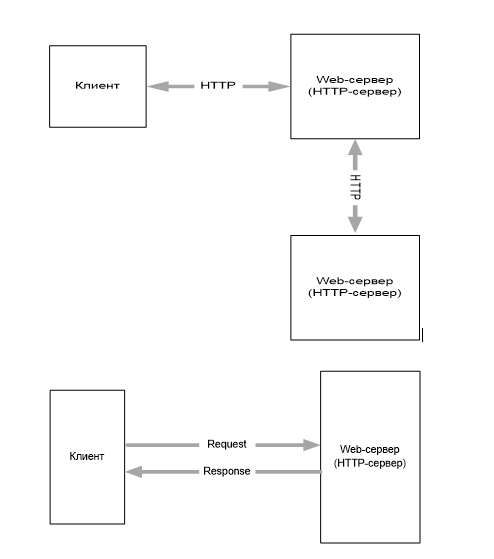 Клиент
HTTP
Web-сервер
(HTTP-сервер)
HTTP
Web-сервер
(HTTP-сервер)
Клиент
Request
Response
Web-сервер
(HTTP-сервер)